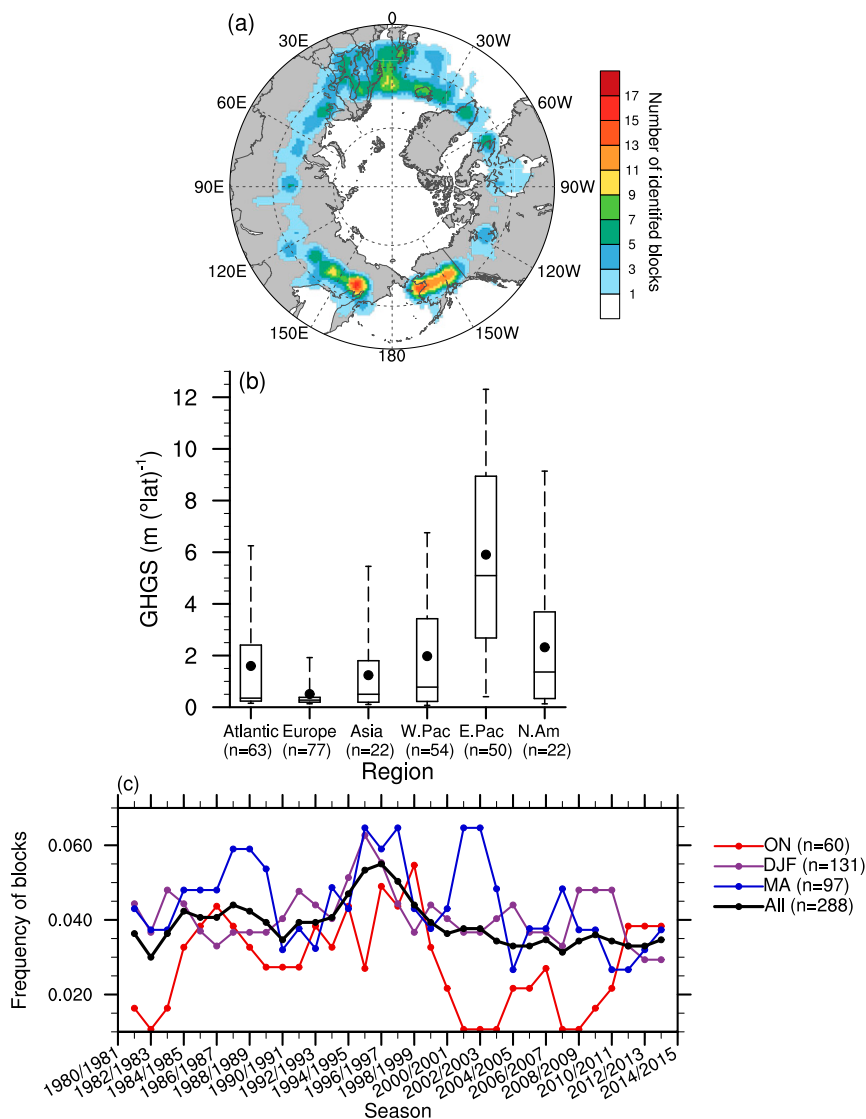 (a)
0
30E
30W
60E
60W
90E
90W
120E
120W
150E
150W
180
17
15
13
11
9
7
5
3
1
Number of identifed blocks
(b)
GHGS (m (°lat)⁻¹)
12
10
8
6
4
2
0
Atlantic Europe Asia W.Pac E.Pac N.Am
(n=63) (n=77) (n=22) (n=54) (n=50) (n=22)
Region
(c)
Frequency of blocks
0.060
0.040
0.020
ON (n=60)
DJF (n=131)
MA (n=97)
All (n=288)
1980/1981
1982/1983
1984/1985
1986/1987
1988/1989
1990/1991
1992/1993
1994/1995
1996/1997
1998/1999
2000/2001
2002/2003
2004/2005
2006/2007
2008/2009
2010/2011
2012/2013
2014/2015
Season